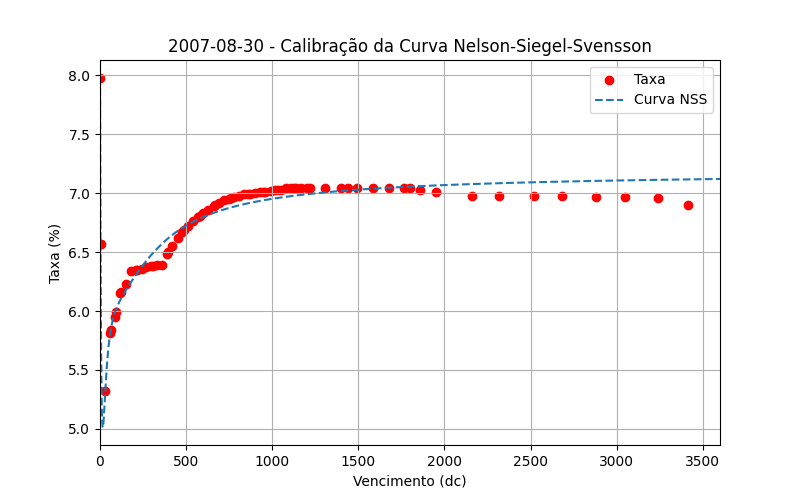 2007-08-30 - Calibração da Curva Nelson-Siegel-Svensson
Taxa
Curva NSS
Taxa (%)
8.0
7.5
7.0
6.5
6.0
5.5
5.0
0 500 1000 1500 2000 2500 3000 3500
Vencimento (dc)